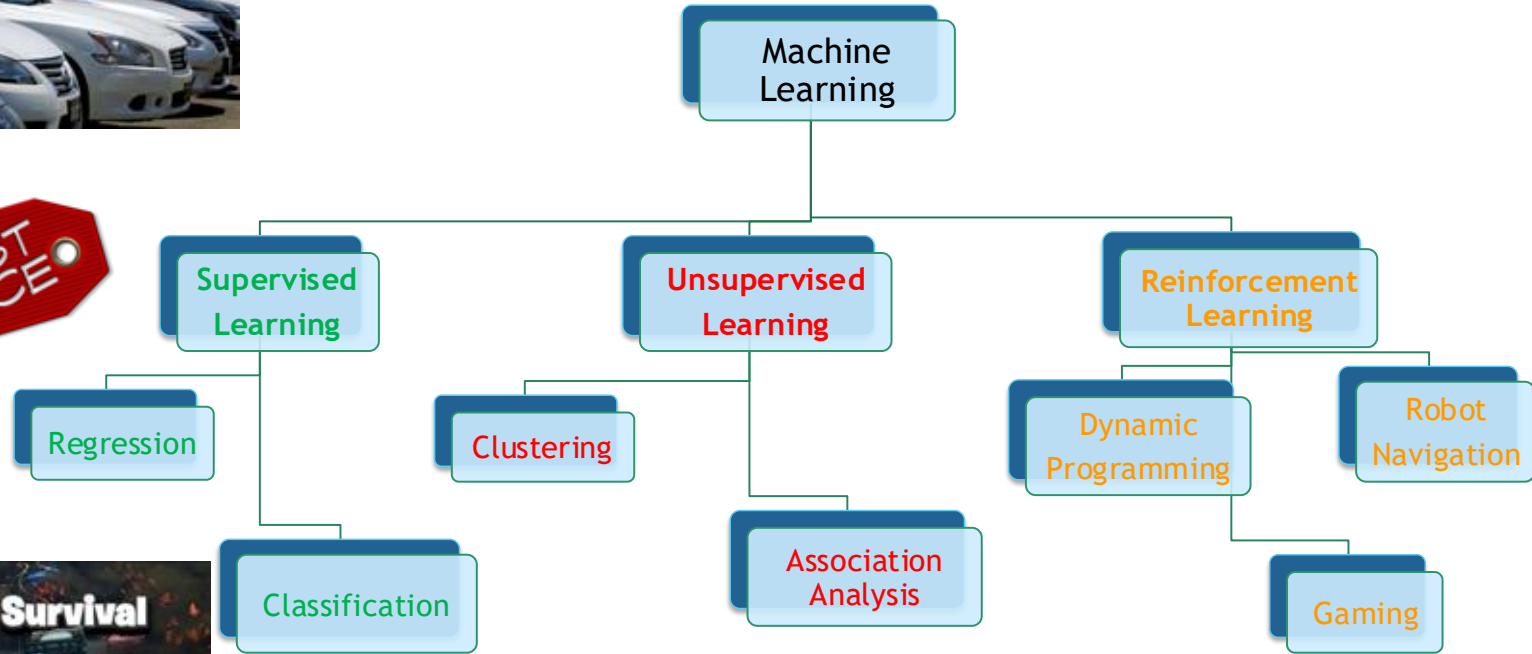 Machine
Learning
Supervised
Learning
Unsupervised
Learning
Reinforcement
Learning
Regression
Clustering
Dynamic
Programming
Robot
Navigation
Classification
Association
Analysis
Gaming
Survival